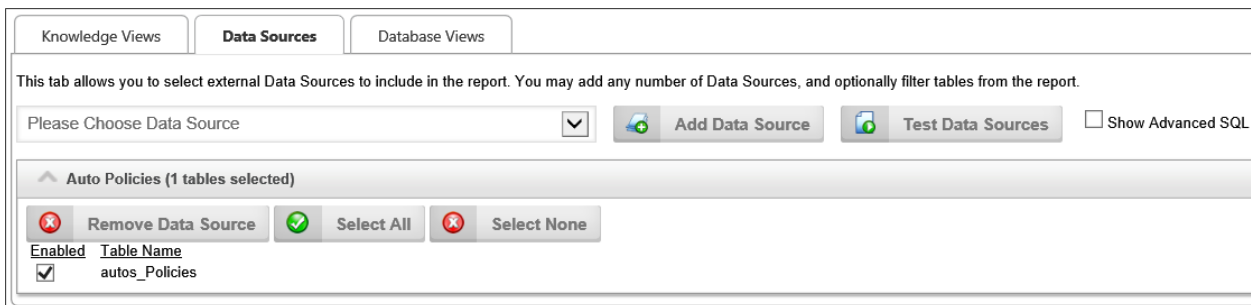 Knowledge Views Data Sources Database Views
This tab allows you to select external Data Sources to include in the report. You may add any number of Data Sources, and optionally filter tables from the report.
Please Choose Data Source Add Data Source Test Data Sources Show Advanced SQL
Auto Policies (1 tables selected)
Remove Data Source Select All Select None
Enabled Table Name
autos_Policies